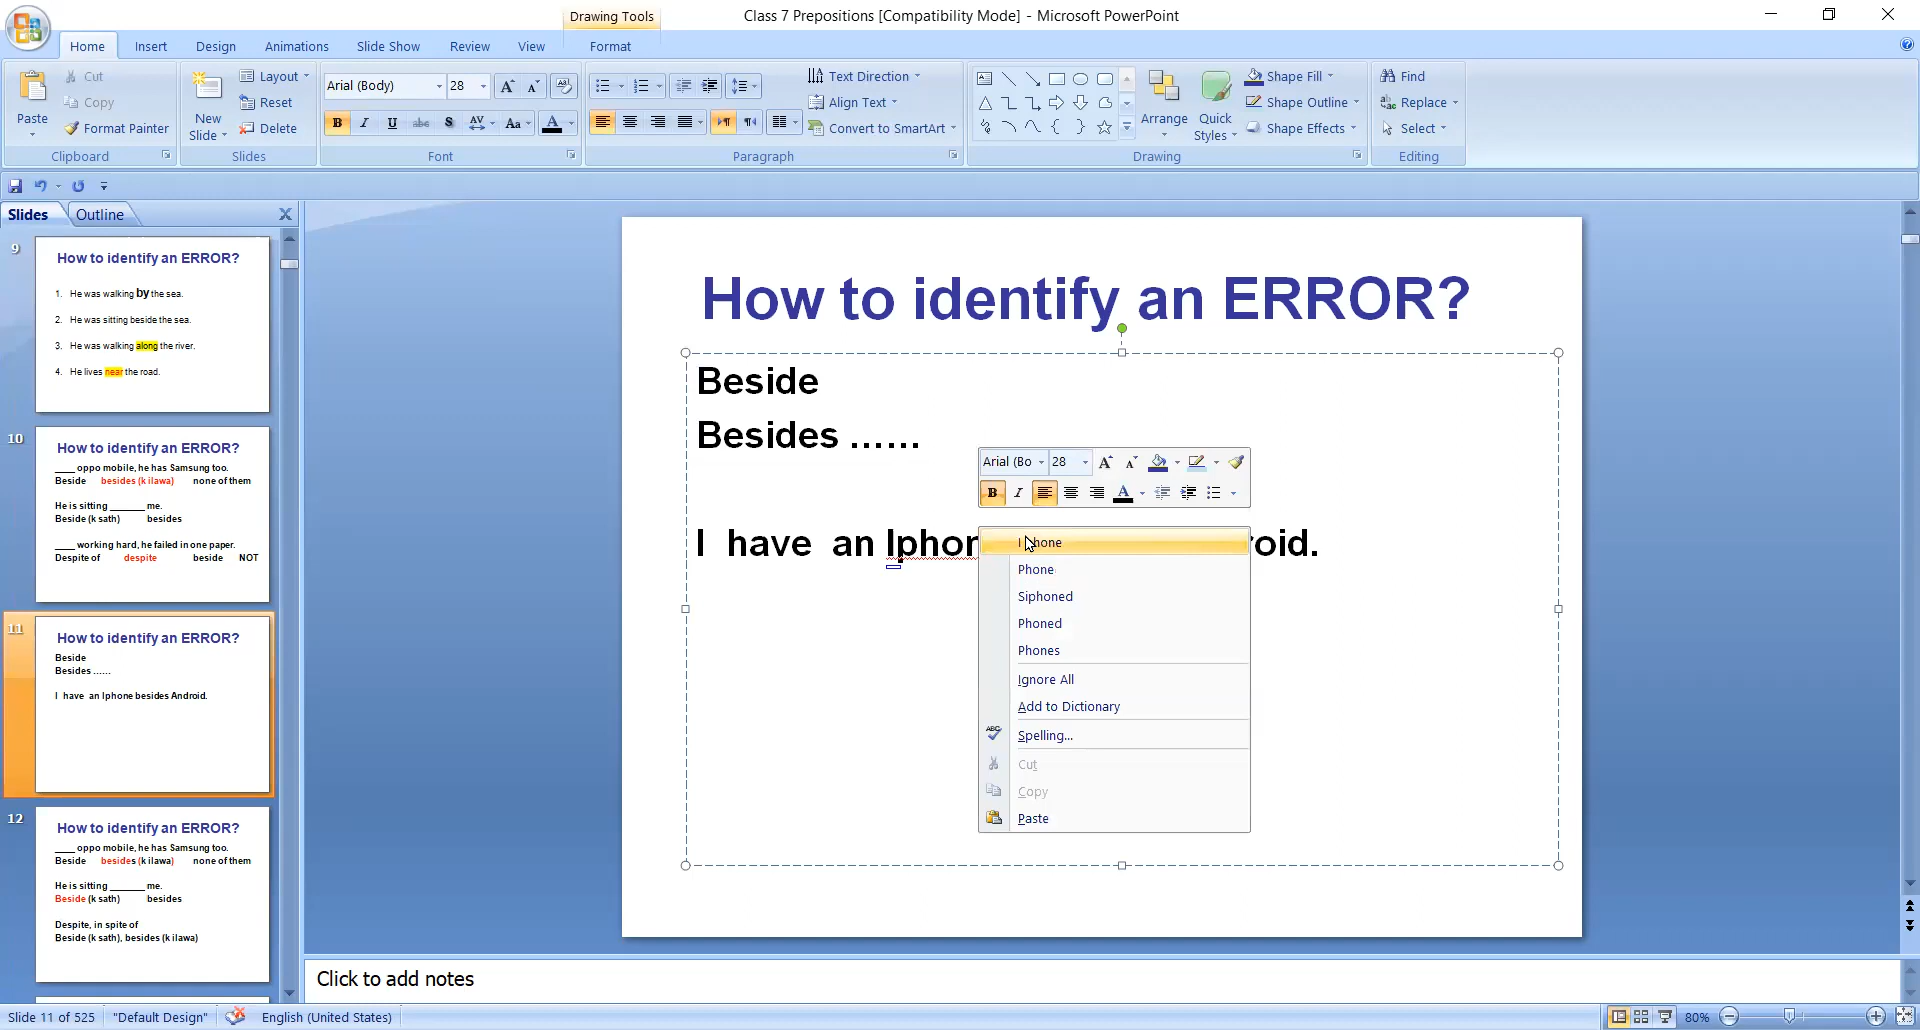 Drawing Tools
Class 7 Prepositions [Compatibility Mode] - Microsoft PowerPoint
Home Insert Design Animations Slide Show Review View Format
Paste
Cut
Copy
Format Painter
Clipboard
New Slide
Layout
Reset
Delete
Slides
Arial (Body) 28
B I U abc S AV Aa A
Font
Text Direction
Align Text
Convert to SmartArt
Paragraph
Arrange
Quick Styles
Shape Fill
Shape Outline
Shape Effects
Drawing
Find
Replace
Select
Editing
Slides Outline
9
How to identify an ERROR?
1. He was walking by the sea.
2. He was sitting beside the sea.
3. He was walking along the river.
4. He lives near the road.
10
How to identify an ERROR?
____ oppo mobile, he has Samsung too.
Beside besides (k ilawa) none of them
He is sitting _______ me.
Beside (k sath) besides
____ working hard, he failed in one paper.
Despite of despite beside NOT
11
How to identify an ERROR?
Beside
Besides ......
I have an Iphone besides Android.
12
How to identify an ERROR?
____ oppo mobile, he has Samsung too.
Beside besides (k ilawa) none of them
He is sitting _______ me.
Beside (k sath) besides
Despite, in spite of
Beside (k sath), besides (k ilawa)
How to identify an ERROR?
Beside
Besides ......
I have an Iphon
roid.
Arial (Bo 28
B I A
I Phone
Phone
Siphoned
Phoned
Phones
Ignore All
Add to Dictionary
Spelling...
Cut
Copy
Paste
Click to add notes
Slide 11 of 525 "Default Design" English (United States) 80%